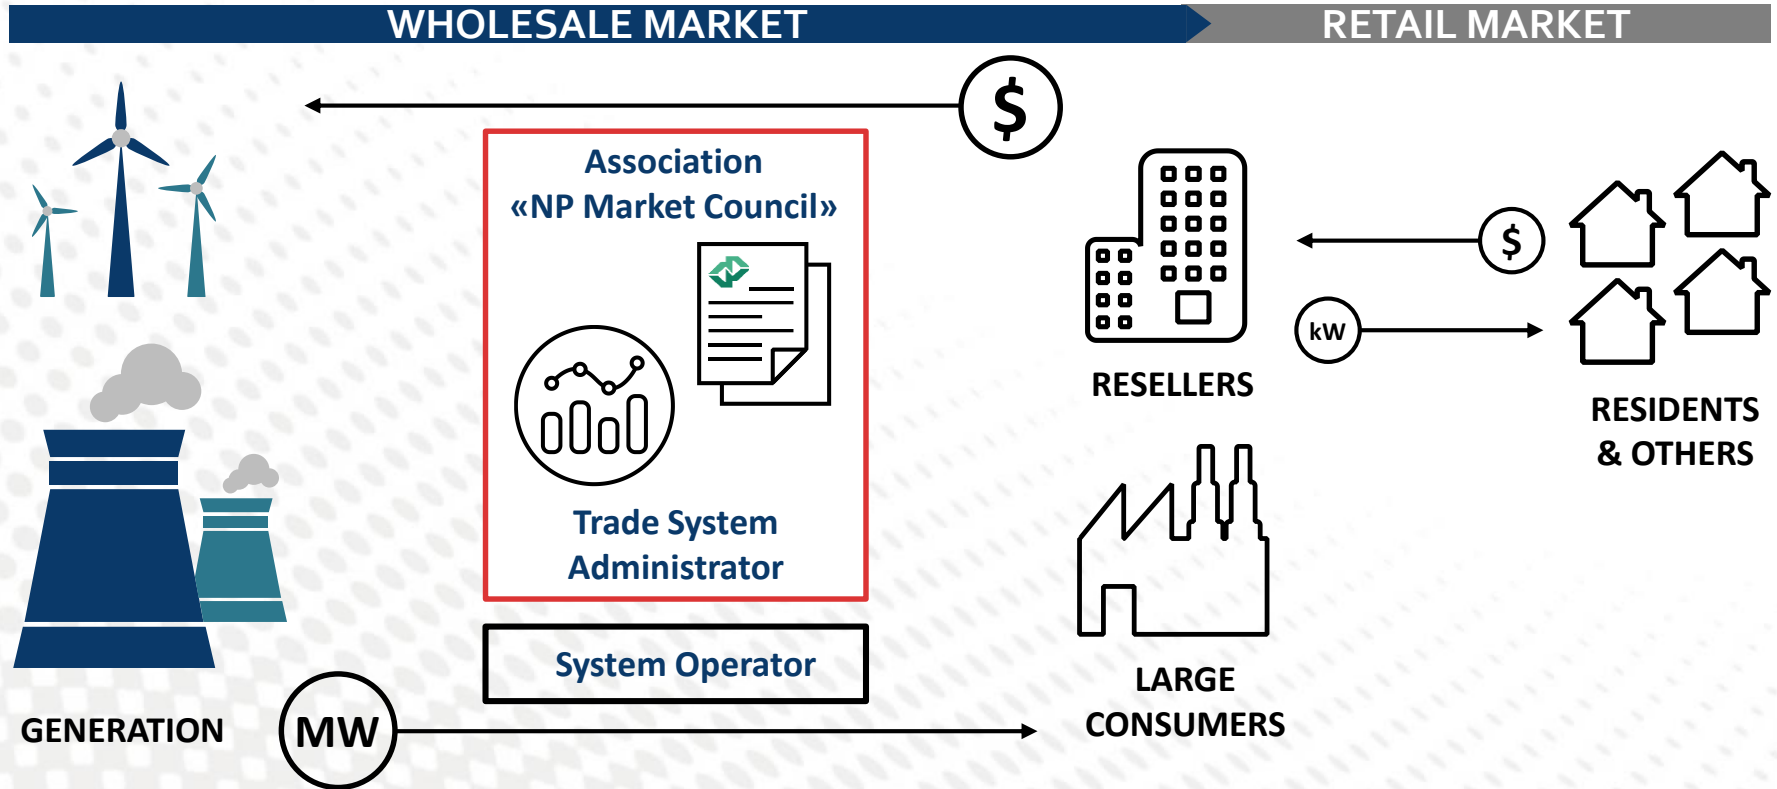 WHOLESALE MARKET
RETAIL MARKET
$
Association
«NP Market Council»
$
kW
RESELLERS
RESIDENTS
& OTHERS
Trade System
Administrator
System Operator
LARGE
CONSUMERS
GENERATION
MW